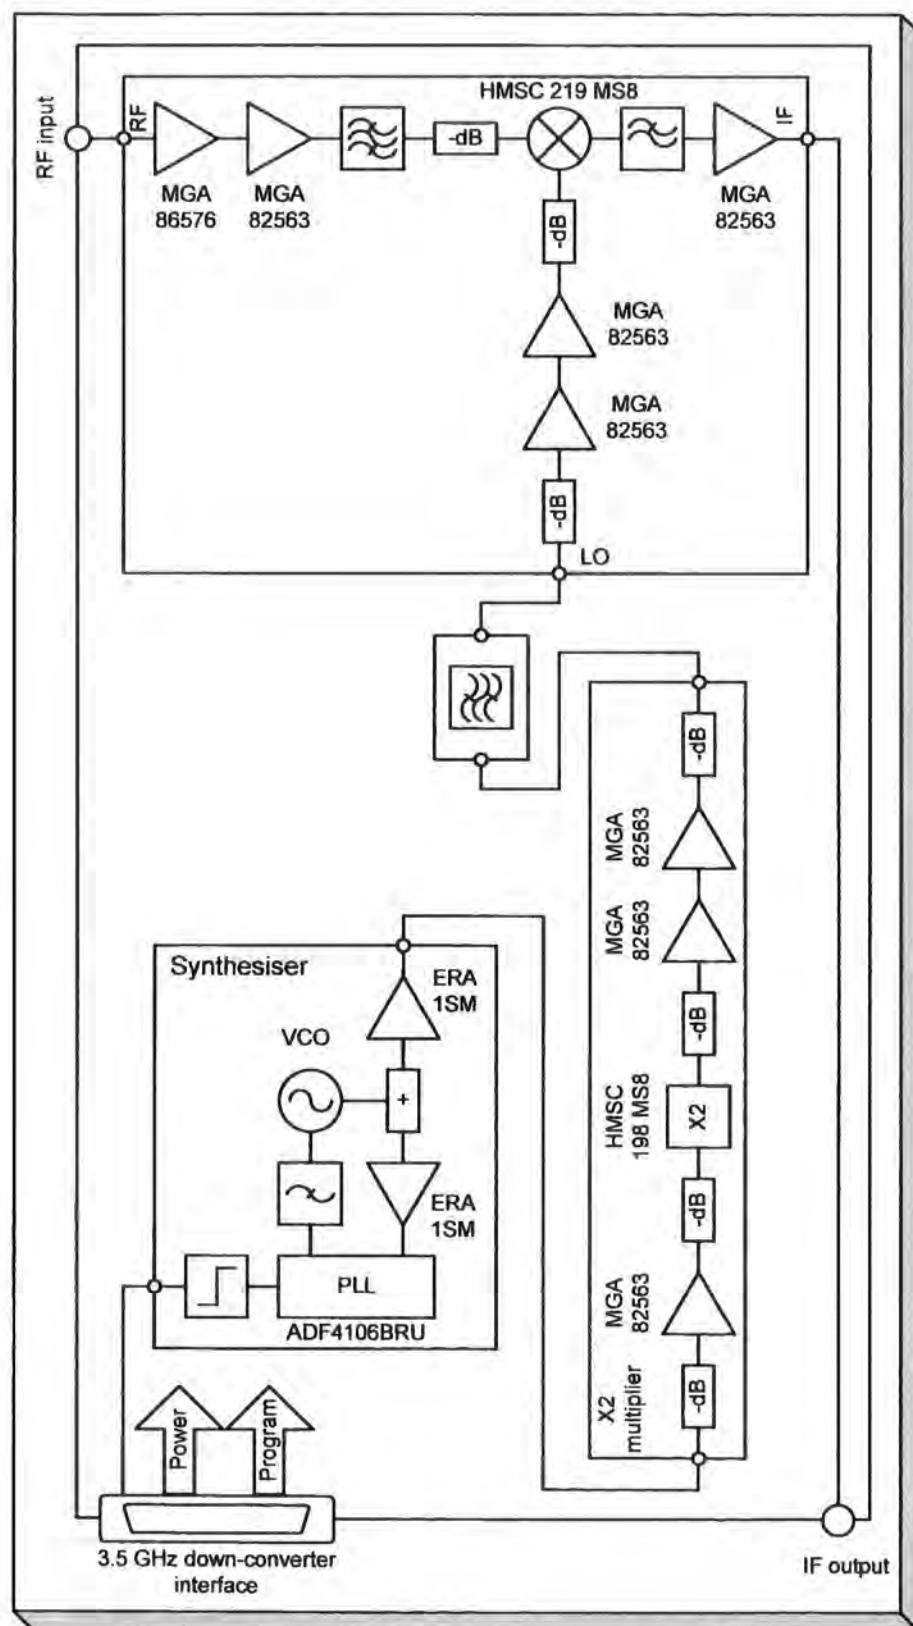 HMSC 219 MS8
RF input
RF
-dB
IF
MGA
86576
MGA
82563
MGA
82563
-dB
MGA
82563
MGA
82563
-dB
LO
-dB
MGA
82563
MGA
82563
-dB
HMSC
198 MS8
X2
-dB
MGA
82563
-dB
X2
multiplier
Synthesiser
ERA
1SM
VCO
+
ERA
1SM
PLL
ADF4106BRU
Power
Program
3.5 GHz down-converter
interface
IF output